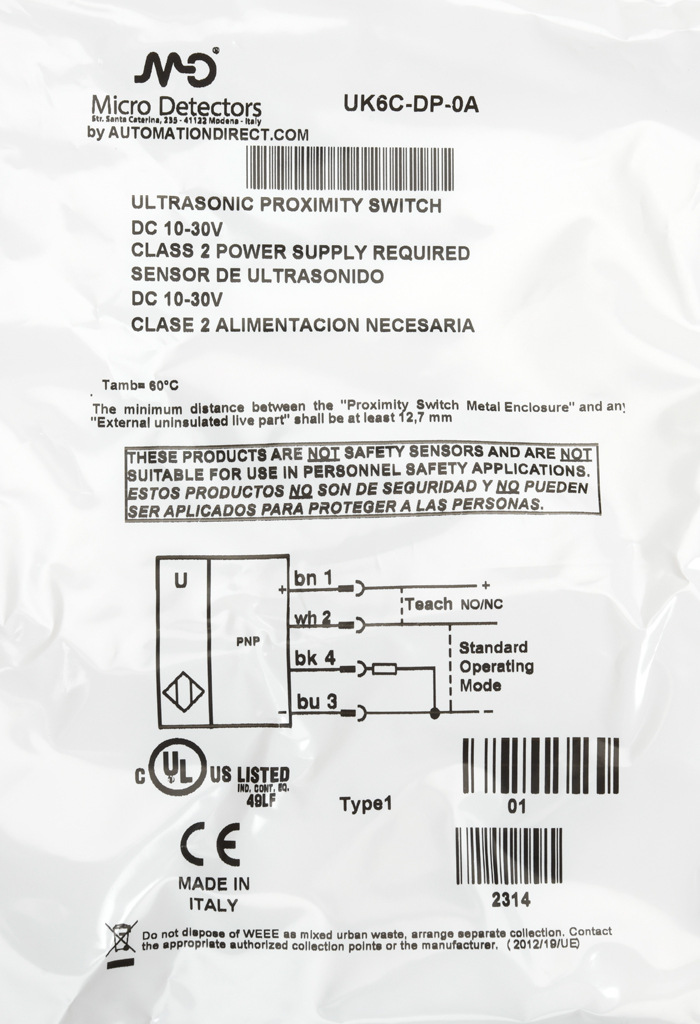 MD®
Micro Detectors
Str. Santa Caterina, 235 - 41122 Modena - Italy
by AUTOMATIONDIRECT.COM
UK6C-DP-0A
ULTRASONIC PROXIMITY SWITCH
DC 10-30V
CLASS 2 POWER SUPPLY REQUIRED
SENSOR DE ULTRASONIDO
DC 10-30V
CLASE 2 ALIMENTACION NECESARIA
Tamb= 60°C
The minimum distance between the "Proximity Switch Metal Enclosure" and any
"External uninsulated live part" shall be at least 12,7 mm
THESE PRODUCTS ARE NOT SAFETY SENSORS AND ARE NOT
SUITABLE FOR USE IN PERSONNEL SAFETY APPLICATIONS.
ESTOS PRODUCTOS NO SON DE SEGURIDAD Y NO PUEDEN
SER APLICADOS PARA PROTEGER A LAS PERSONAS.
U
PNP
+ bn 1 +
Teach NO/NC
wh 2
bk 4
Standard
Operating
Mode
- bu 3 -
C UL US LISTED
IND. CONT. EQ.
49LF
Type1
01
CE
MADE IN
ITALY
2314
Do not dispose of WEEE as mixed urban waste, arrange separate collection. Contact
the appropriate authorized collection points or the manufacturer. (2012/19/UE)